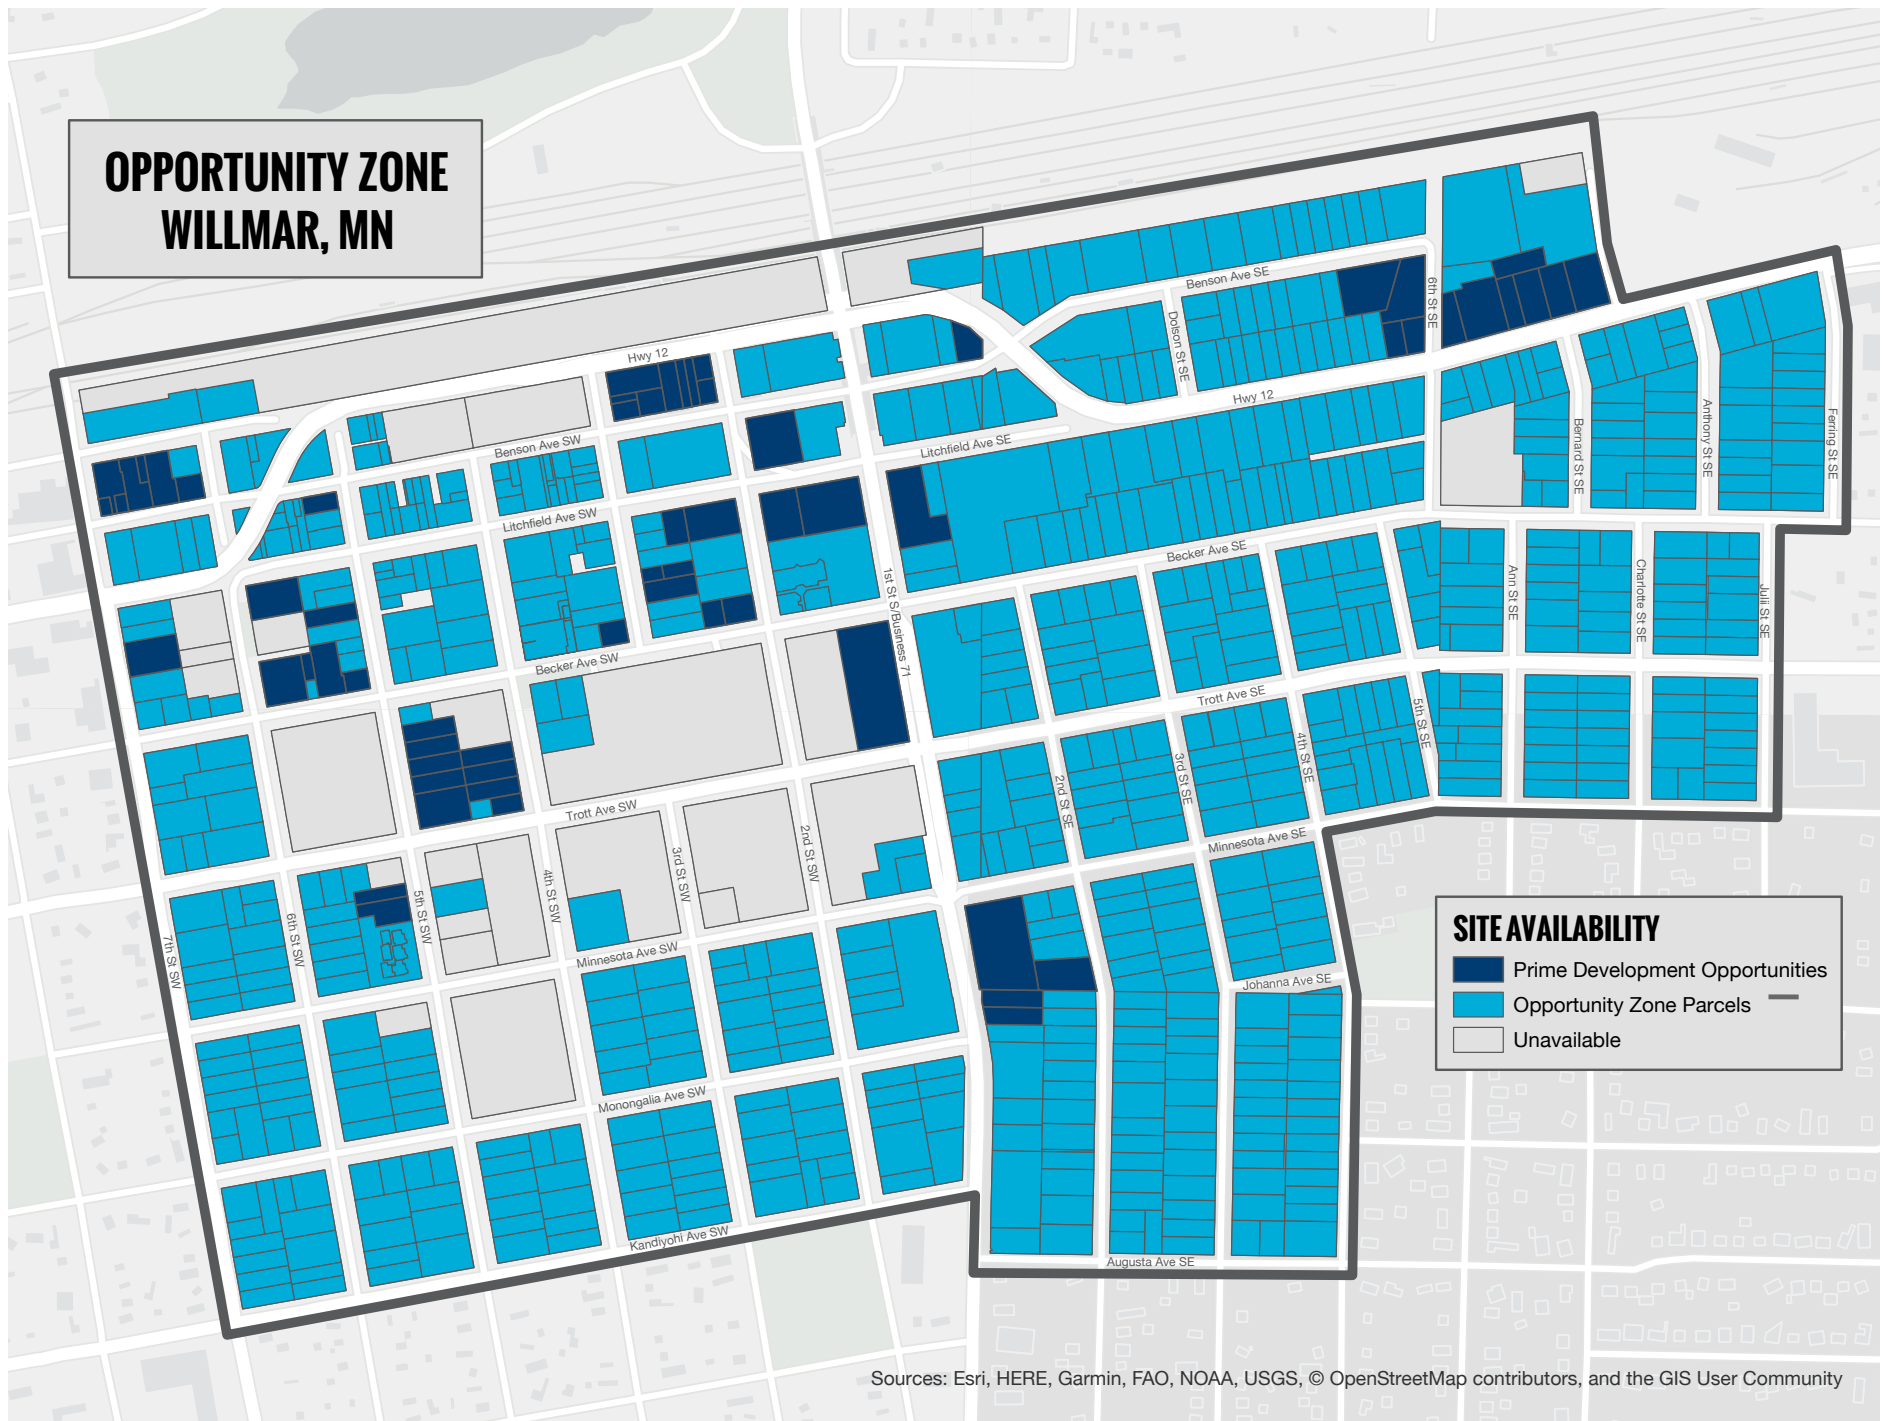 OPPORTUNITY ZONE
WILLMAR, MN
Benson Ave SE
6th St SE
Dolson St SE
Hwy 12
Hwy 12
Benson Ave SW
Litchfield Ave SE
Litchfield Ave SW
Bernard St SE
Anthony St SE
Ferring St SE
Becker Ave SE
1st St S/Business 71
Ann St SE
Charlotte St SE
Julii St SE
Becker Ave SW
Trott Ave SE
5th St SE
4th St SE
3rd St SE
2nd St SE
Trott Ave SW
2nd St SW
3rd St SW
4th St SW
5th St SW
6th St SW
7th St SW
Minnesota Ave SE
Minnesota Ave SW
Johanna Ave SE
Monongalia Ave SW
Kandiyohi Ave SW
Augusta Ave SE
SITE AVAILABILITY
Prime Development Opportunities
Opportunity Zone Parcels
Unavailable
Sources: Esri, HERE, Garmin, FAO, NOAA, USGS, © OpenStreetMap contributors, and the GIS User Community